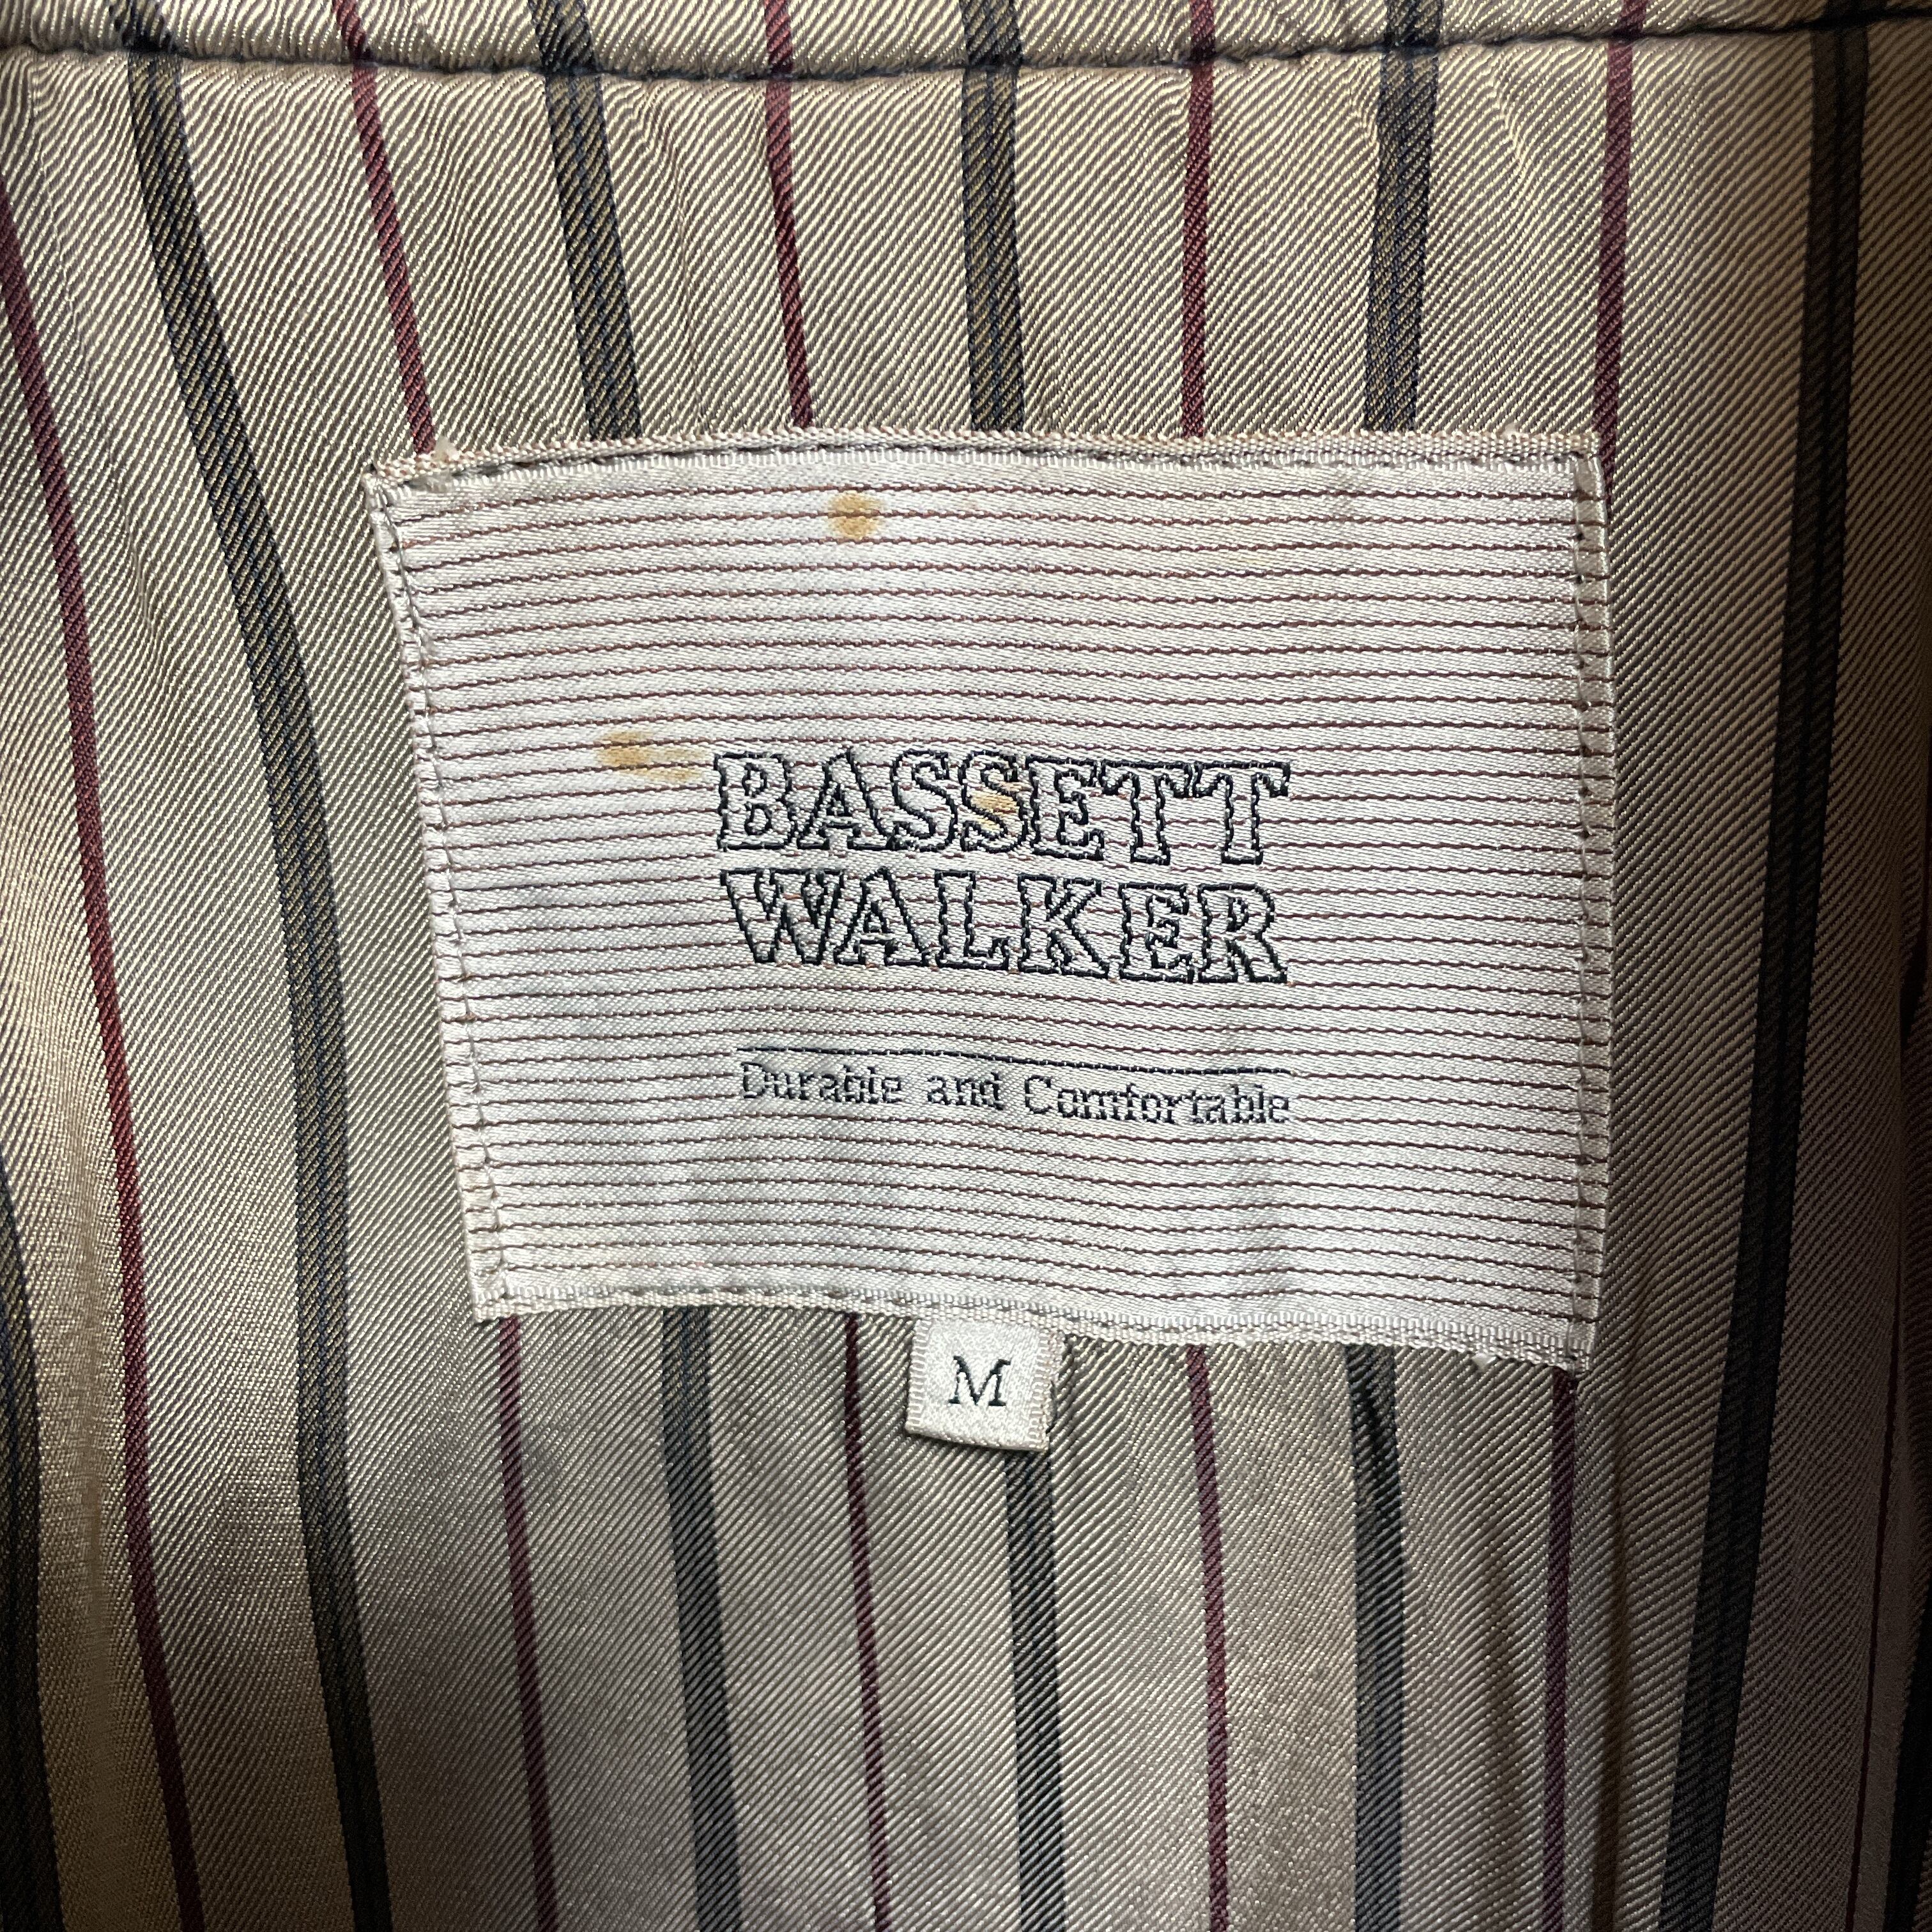 BASSETT
WALKER
Durable and Comfortable
M